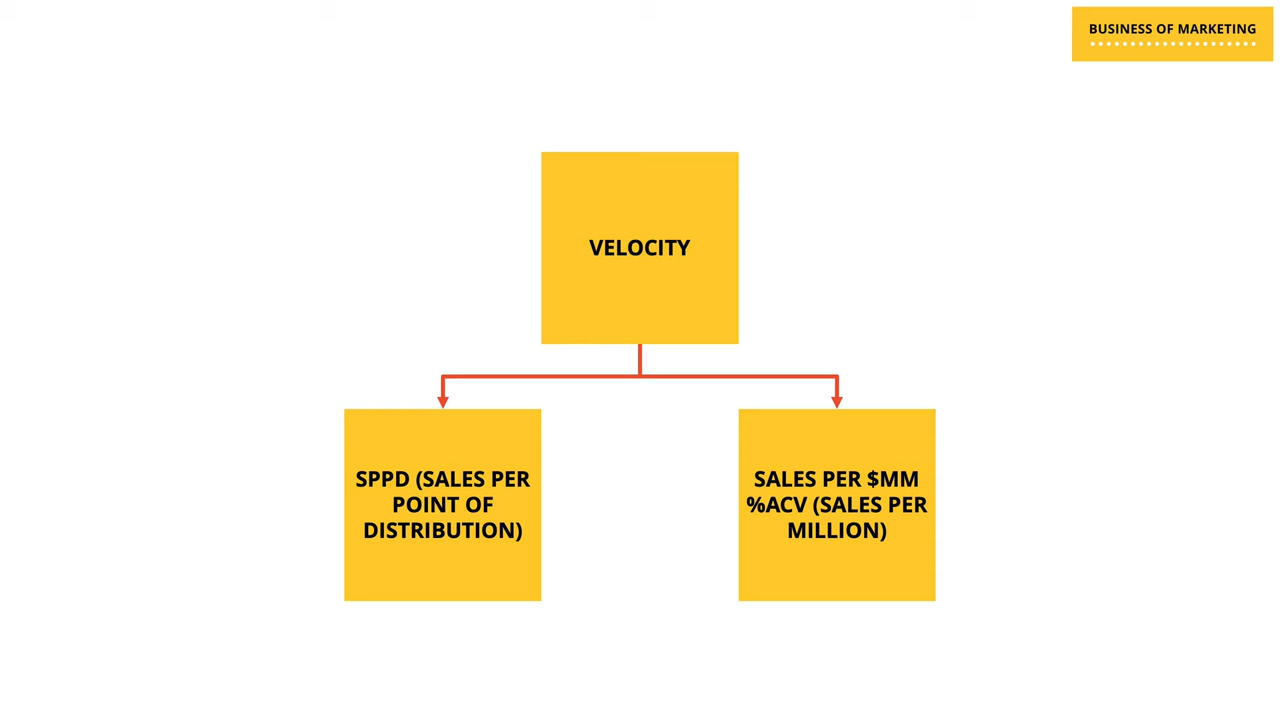 BUSINESS OF MARKETING
VELOCITY
SPPD (SALES PER
POINT OF
DISTRIBUTION)
SALES PER $MM
%ACV (SALES PER
MILLION)